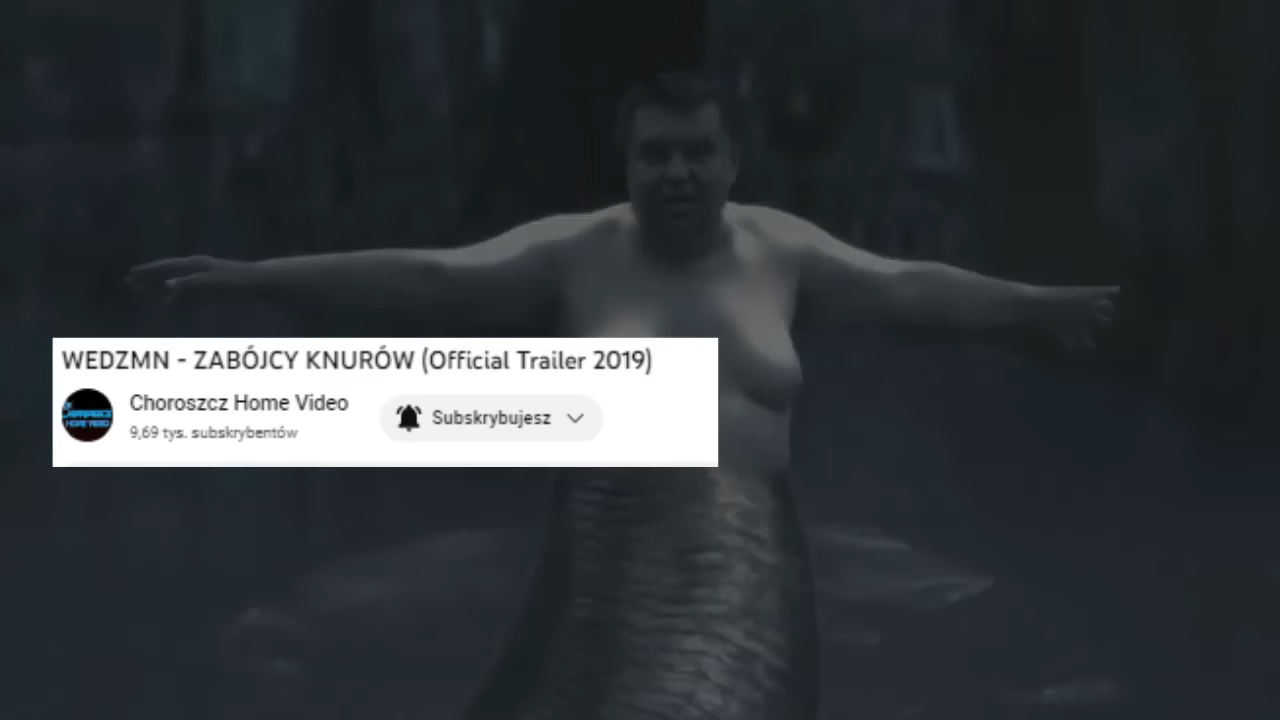 WEDZMN - ZABÓJCY KNURÓW (Official Trailer 2019)
Choroszcz Home Video
9,69 tys. subskrybentów
Subskrybujesz